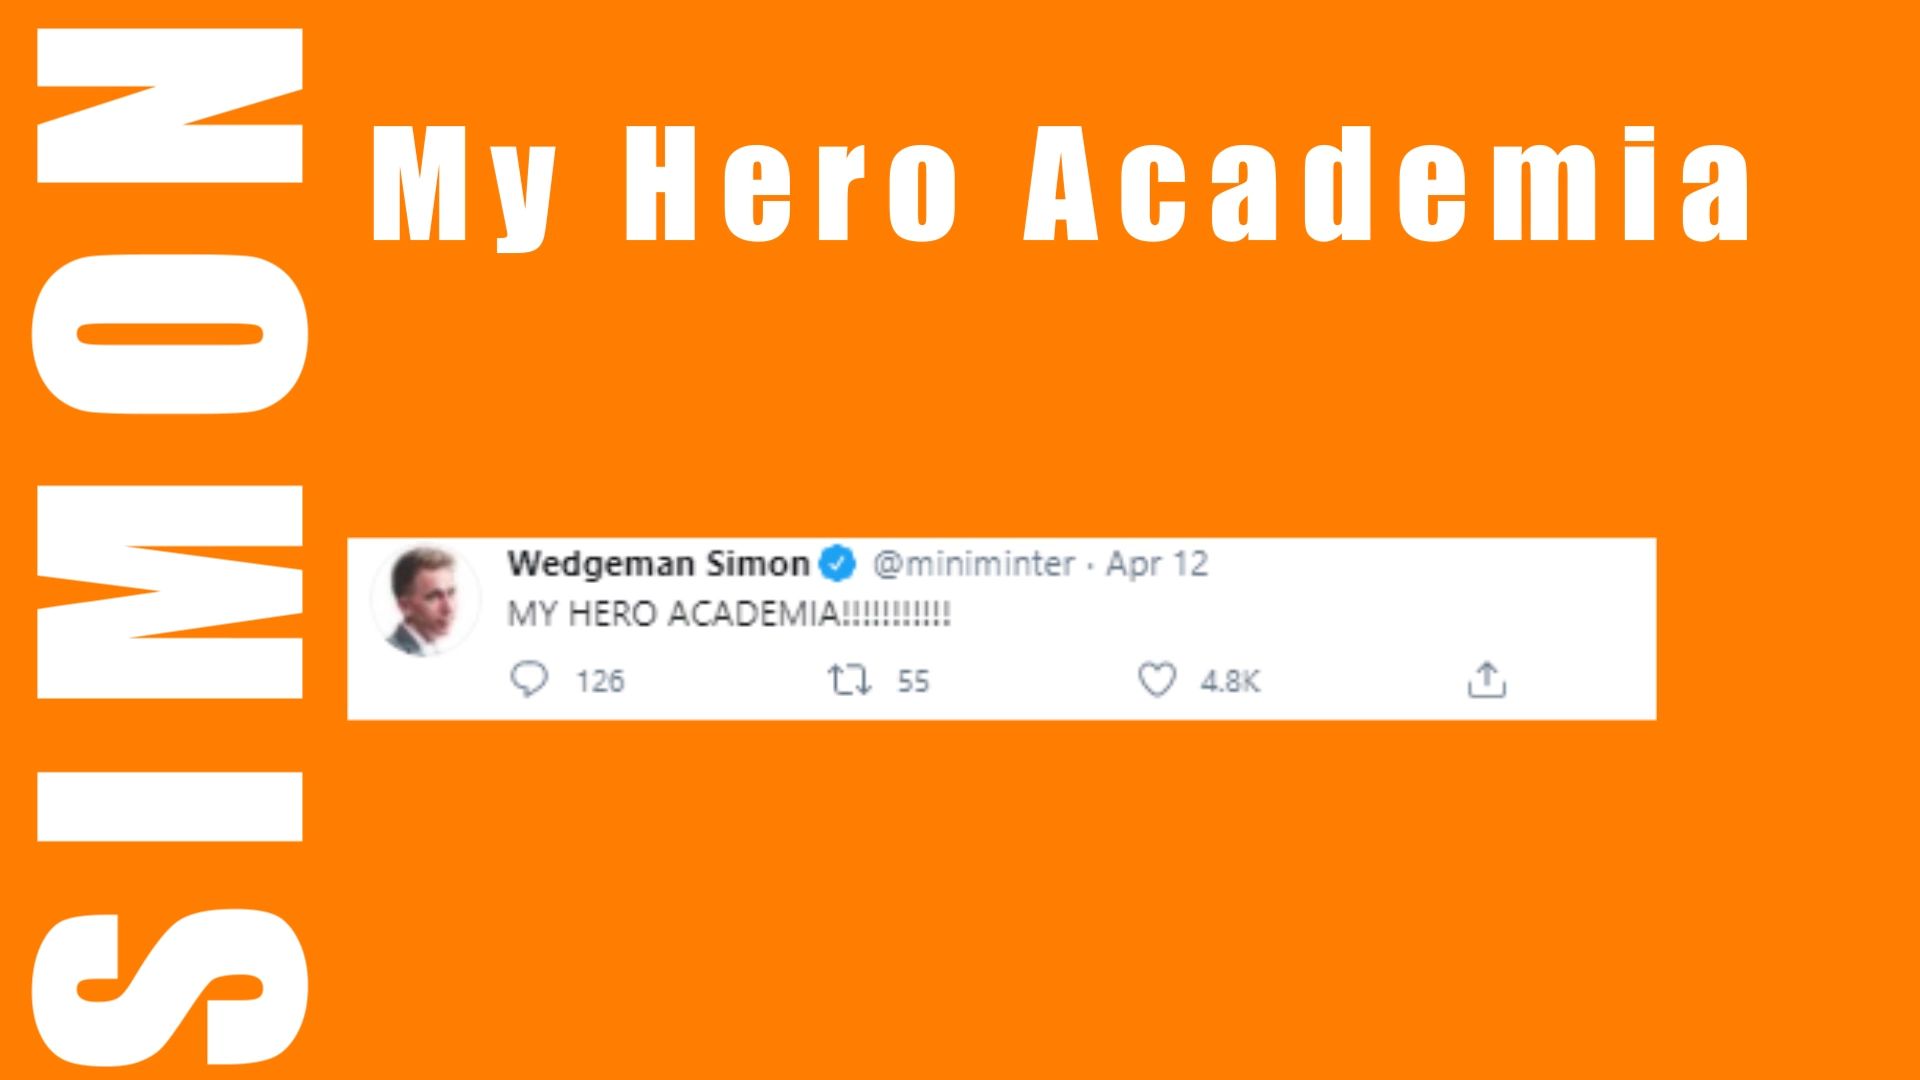 SIMON
My Hero Academia
Wedgeman Simon @miniminter · Apr 12
MY HERO ACADEMIA!!!!!!!!!!!
126 55 4.8K